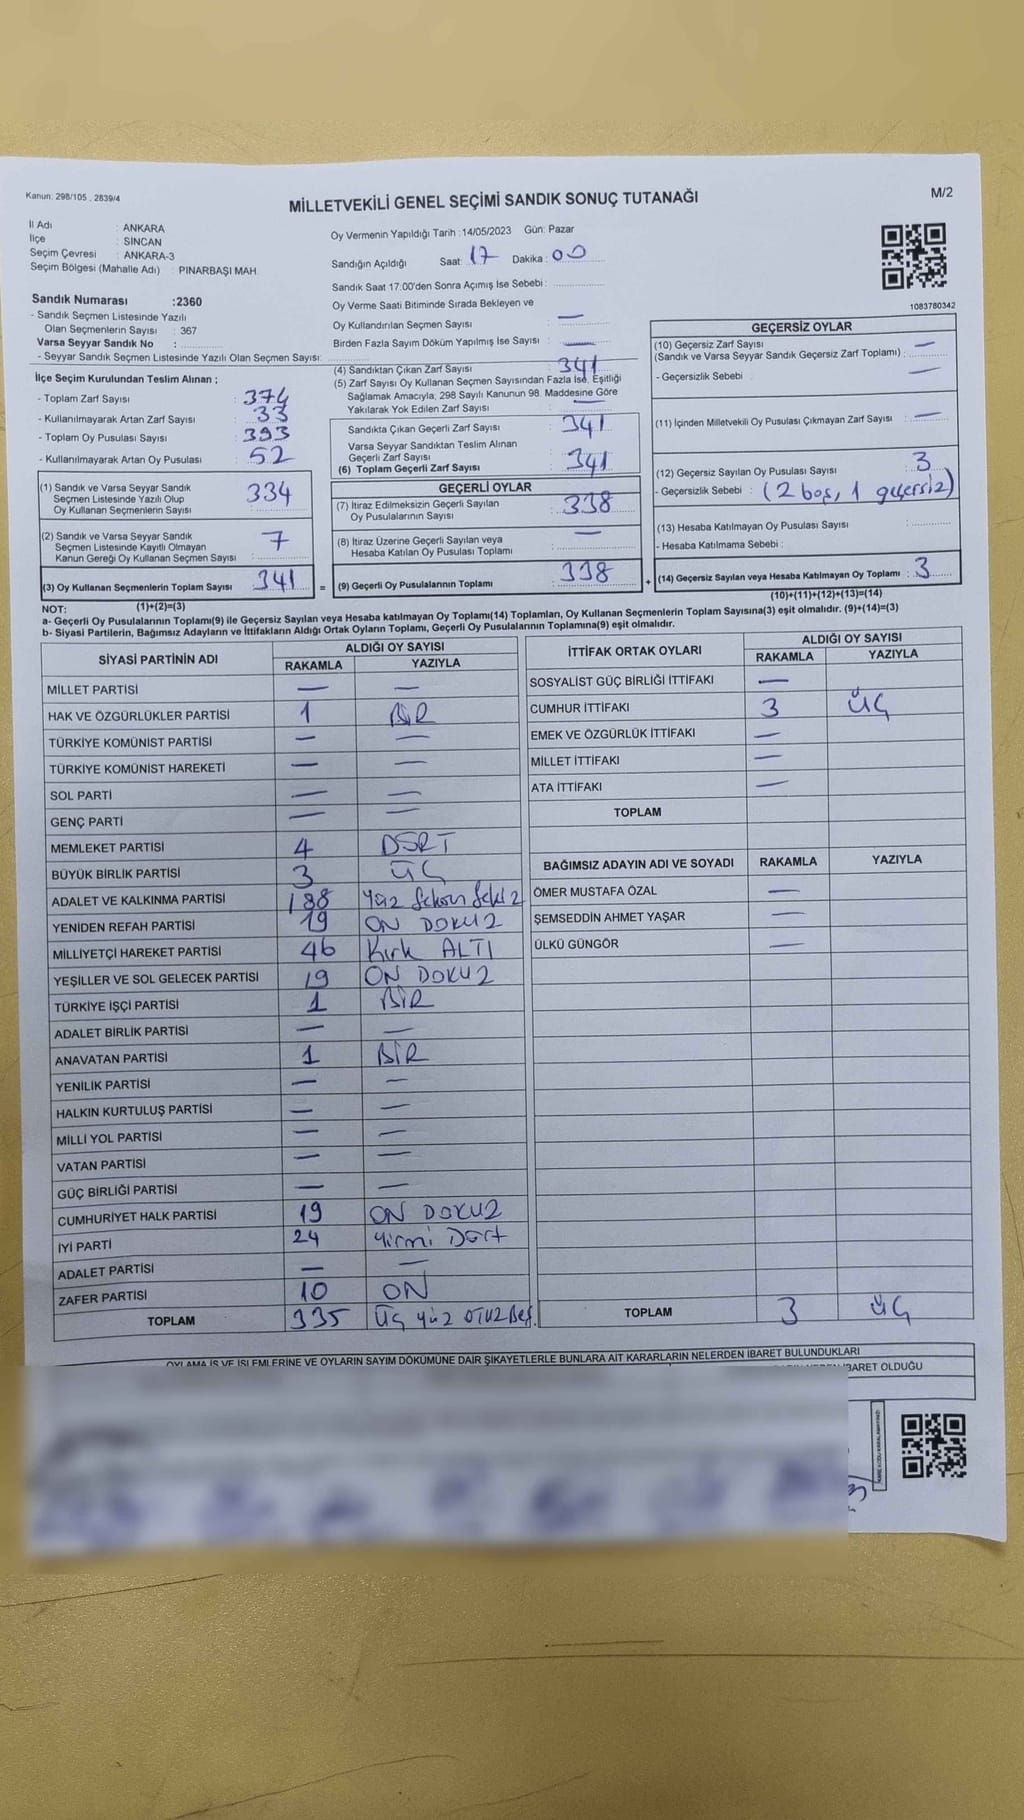 Kanun: 298/105 , 2839/4
MİLLETVEKİLİ GENEL SEÇİMİ SANDIK SONUÇ TUTANAĞI
M/2
İl Adı : ANKARA
İlçe : SİNCAN
Seçim Çevresi : ANKARA-3
Seçim Bölgesi (Mahalle Adı) : PINARBAŞI MAH.
Oy Vermenin Yapıldığı Tarih :14/05/2023 Gün: Pazar
Sandığın Açıldığı Saat: 17 Dakika : 00
Sandık Saat 17:00'den Sonra Açımış İse Sebebi :
Oy Verme Saati Bitiminde Sırada Bekleyen ve
Oy Kullandırılan Seçmen Sayısı : —
Birden Fazla Sayım Döküm Yapılmış İse Sayısı : —
1083780342
Sandık Numarası :2360
- Sandık Seçmen Listesinde Yazılı
Olan Seçmenlerin Sayısı : 367
Varsa Seyyar Sandık No :
- Seyyar Sandık Seçmen Listesinde Yazılı Olan Seçmen Sayısı:
İlçe Seçim Kurulundan Teslim Alınan ;
- Toplam Zarf Sayısı : 374
- Kullanılmayarak Artan Zarf Sayısı : 33
- Toplam Oy Pusulası Sayısı : 393
- Kullanılmayarak Artan Oy Pusulası : 52
(1) Sandık ve Varsa Seyyar Sandık
Seçmen Listesinde Yazılı Olup
Oy Kullanan Seçmenlerin Sayısı 334
(2) Sandık ve Varsa Seyyar Sandık
Seçmen Listesinde Kayıtlı Olmayan
Kanun Gereği Oy Kullanan Seçmen Sayısı 7
(3) Oy Kullanan Seçmenlerin Toplam Sayısı 341 =
(1)+(2)=(3)
(4) Sandıktan Çıkan Zarf Sayısı : 341
(5) Zarf Sayısı Oy Kullanan Seçmen Sayısından Fazla İse, Eşitliği
Sağlamak Amacıyla, 298 Sayılı Kanunun 98. Maddesine Göre
Yakılarak Yok Edilen Zarf Sayısı : —
Sandıkta Çıkan Geçerli Zarf Sayısı : 341
Varsa Seyyar Sandıktan Teslim Alınan
Geçerli Zarf Sayısı
(6) Toplam Geçerli Zarf Sayısı : 341
GEÇERLİ OYLAR
(7) İtiraz Edilmeksizin Geçerli Sayılan
Oy Pusulalarının Sayısı : 338
(8) İtiraz Üzerine Geçerli Sayılan veya
Hesaba Katılan Oy Pusulası Toplamı : —
(9) Geçerli Oy Pusulalarının Toplamı : 338 +
GEÇERSİZ OYLAR
(10) Geçersiz Zarf Sayısı
(Sandık ve Varsa Seyyar Sandık Geçersiz Zarf Toplamı) : —
- Geçersizlik Sebebi : —
(11) İçinden Milletvekili Oy Pusulası Çıkmayan Zarf Sayısı : —
(12) Geçersiz Sayılan Oy Pusulası Sayısı : 3
- Geçersizlik Sebebi : (2 boş, 1 geçersiz)
(13) Hesaba Katılmayan Oy Pusulası Sayısı :
- Hesaba Katılmama Sebebi :
(14) Geçersiz Sayılan veya Hesaba Katılmayan Oy Toplamı : 3
(10)+(11)+(12)+(13)=(14)
NOT:
a- Geçerli Oy Pusulalarının Toplamı(9) ile Geçersiz Sayılan veya Hesaba katılmayan Oy Toplamı(14) Toplamları, Oy Kullanan Seçmenlerin Toplam Sayısına(3) eşit olmalıdır. (9)+(14)=(3)
b- Siyasi Partilerin, Bağımsız Adayların ve İttifakların Aldığı Ortak Oyların Toplamı, Geçerli Oy Pusulalarının Toplamına(9) eşit olmalıdır.
SİYASİ PARTİNİN ADI ALDIĞI OY SAYISI
RAKAMLA YAZIYLA
MİLLET PARTİSİ — —
HAK VE ÖZGÜRLÜKLER PARTİSİ 1 BİR
TÜRKİYE KOMÜNİST PARTİSİ — —
TÜRKİYE KOMÜNİST HAREKETİ — —
SOL PARTİ — —
GENÇ PARTİ — —
MEMLEKET PARTİSİ 4 DÖRT
BÜYÜK BİRLİK PARTİSİ 3 ÜÇ
ADALET VE KALKINMA PARTİSİ 188 Yüz Seksen Sekiz
YENİDEN REFAH PARTİSİ 19 ON DOKUZ
MİLLİYETÇİ HAREKET PARTİSİ 46 Kırk ALTI
YEŞİLLER VE SOL GELECEK PARTİSİ 19 ON DOKUZ
TÜRKİYE İŞÇİ PARTİSİ 1 BİR
ADALET BİRLİK PARTİSİ — —
ANAVATAN PARTİSİ 1 BİR
YENİLİK PARTİSİ — —
HALKIN KURTULUŞ PARTİSİ — —
MİLLİ YOL PARTİSİ — —
VATAN PARTİSİ — —
GÜÇ BİRLİĞİ PARTİSİ — —
CUMHURİYET HALK PARTİSİ 19 ON DOKUZ
İYİ PARTİ 24 Yirmi Dört
ADALET PARTİSİ — —
ZAFER PARTİSİ 10 ON
TOPLAM 335 Üç yüz OTUZ Beş.
İTTİFAK ORTAK OYLARI ALDIĞI OY SAYISI
RAKAMLA YAZIYLA
SOSYALİST GÜÇ BİRLİĞİ İTTİFAKI —
CUMHUR İTTİFAKI 3 ÜÇ
EMEK VE ÖZGÜRLÜK İTTİFAKI —
MİLLET İTTİFAKI —
ATA İTTİFAKI —
TOPLAM
BAĞIMSIZ ADAYIN ADI VE SOYADI RAKAMLA YAZIYLA
ÖMER MUSTAFA ÖZAL —
ŞEMSEDDİN AHMET YAŞAR —
ÜLKÜ GÜNGÖR —
TOPLAM 3 ÜÇ
OYLAMA İŞ VE İŞLEMLERİNE VE OYLARIN SAYIM DÖKÜMÜNE DAİR ŞİKAYETLERLE BUNLARA AİT KARARLARIN NELERDEN İBARET BULUNDUKLARI
İBARET OLDUĞU